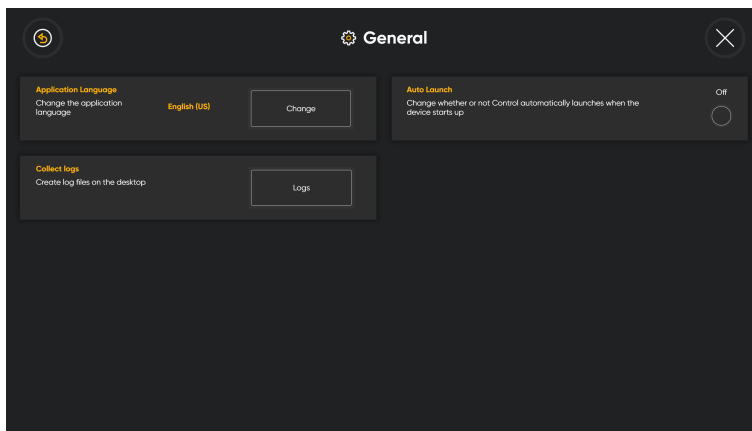 General
Application Language
Change the application
language
English (US)
Change
Auto Launch
Change whether or not Control automatically launches when the
device starts up
Off
Collect logs
Create log files on the desktop
Logs